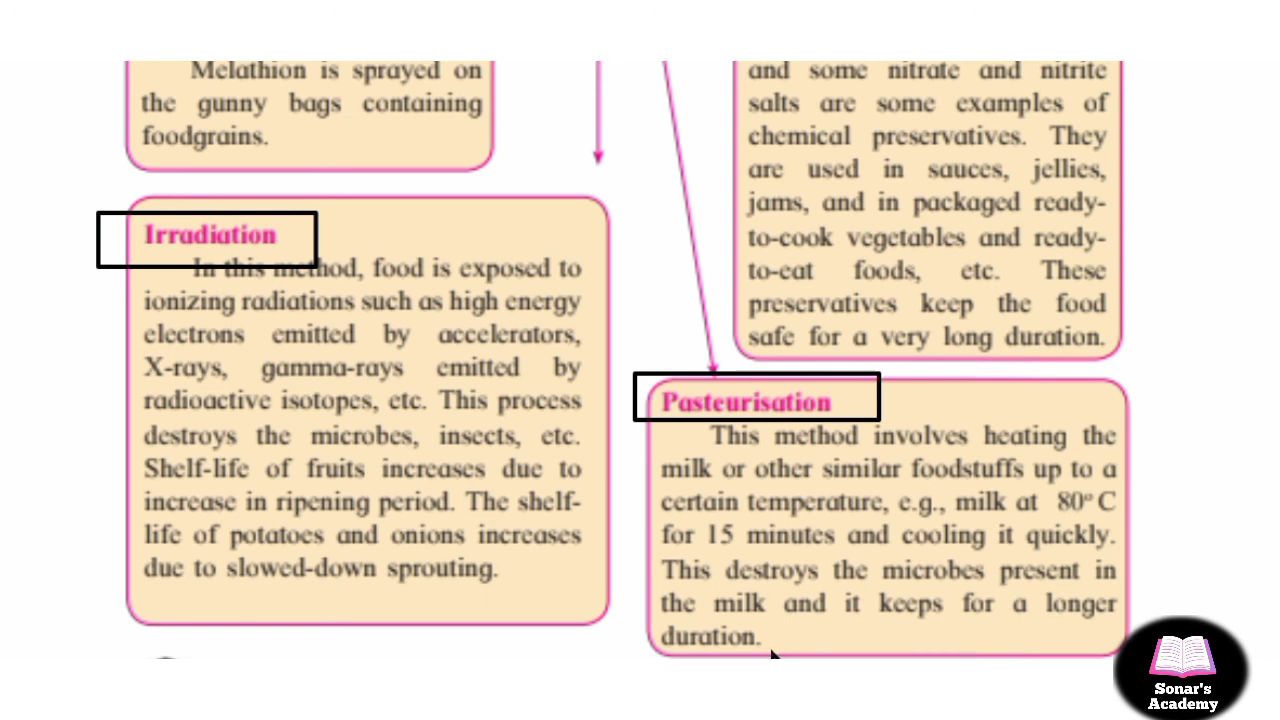 Melathion is sprayed on
the gunny bags containing
foodgrains.
Irradiation
In this method, food is exposed to
ionizing radiations such as high energy
electrons emitted by accelerators,
X-rays, gamma-rays emitted by
radioactive isotopes, etc. This process
destroys the microbes, insects, etc.
Shelf-life of fruits increases due to
increase in ripening period. The shelf-
life of potatoes and onions increases
due to slowed-down sprouting.
and some nitrate and nitrite
salts are some examples of
chemical preservatives. They
are used in sauces, jellies,
jams, and in packaged ready-
to-cook vegetables and ready-
to-eat foods, etc. These
preservatives keep the food
safe for a very long duration.
Pasteurisation
This method involves heating the
milk or other similar foodstuffs up to a
certain temperature, e.g., milk at 80° C
for 15 minutes and cooling it quickly.
This destroys the microbes present in
the milk and it keeps for a longer
duration.
Sonar's
Academy